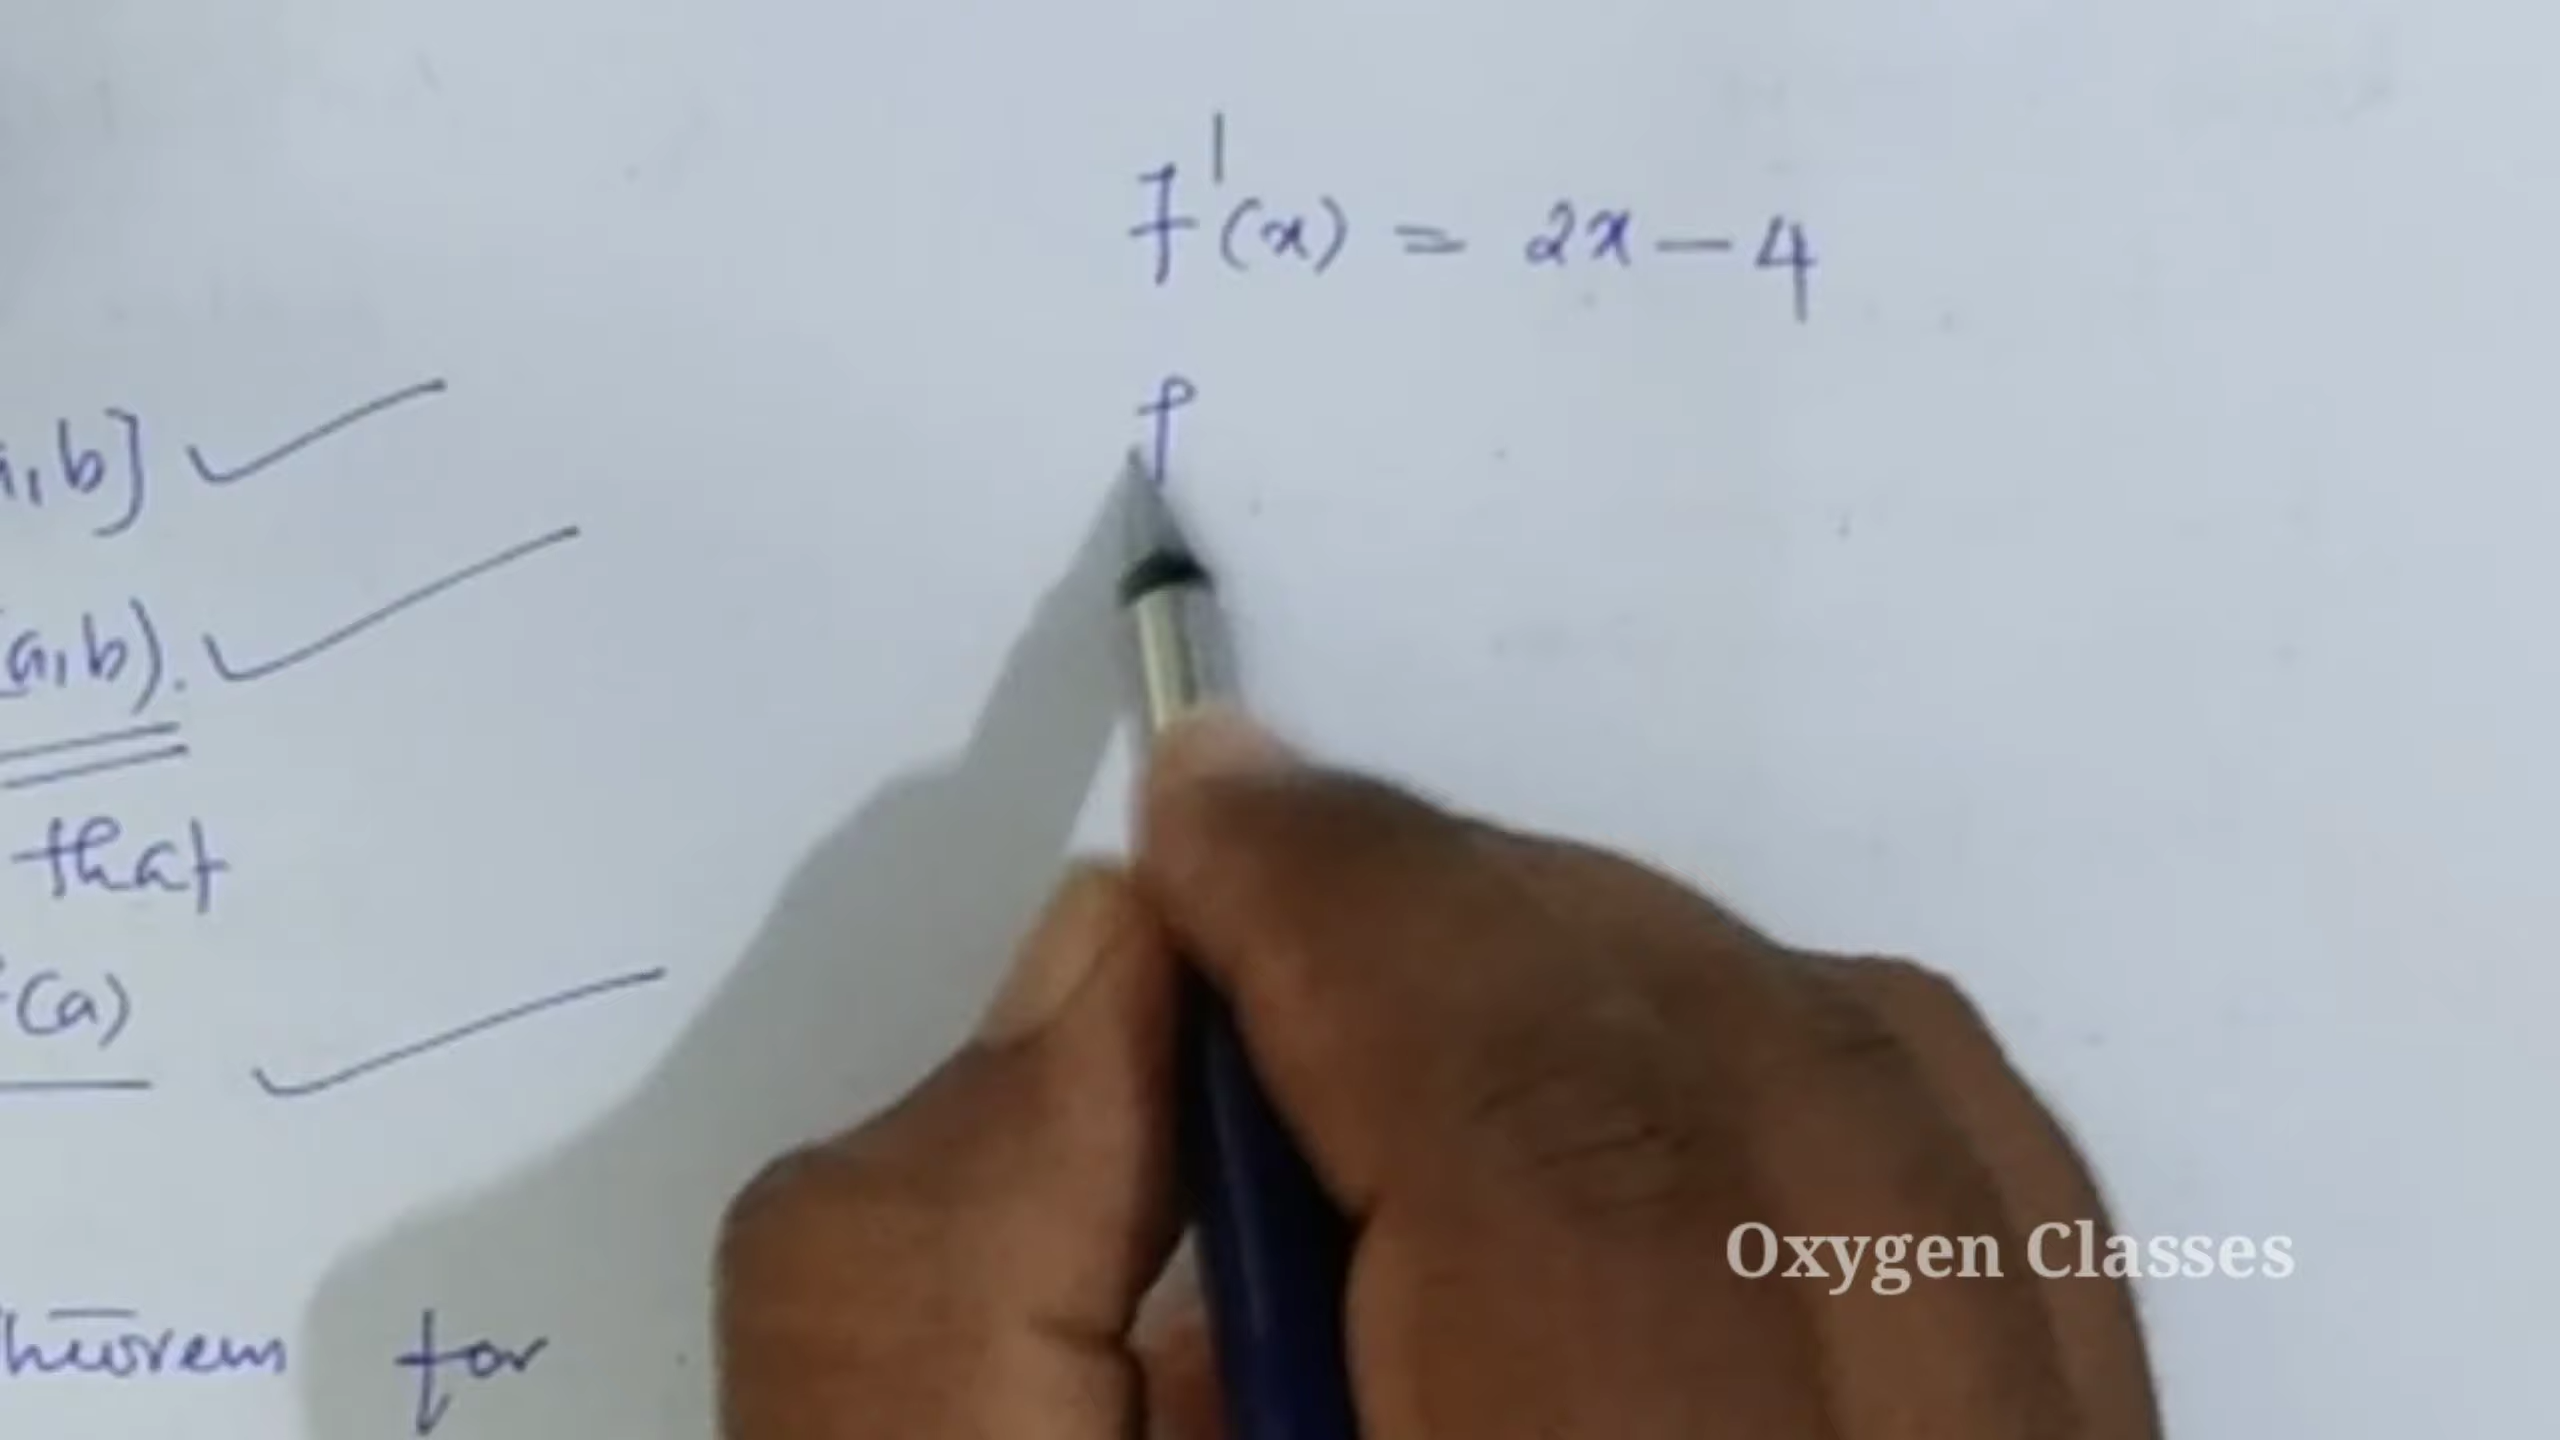 f'(x) = 2x - 4
f
a,b] ✓
(a,b). ✓
that
(a) ✓
heorem for
Oxygen Classes